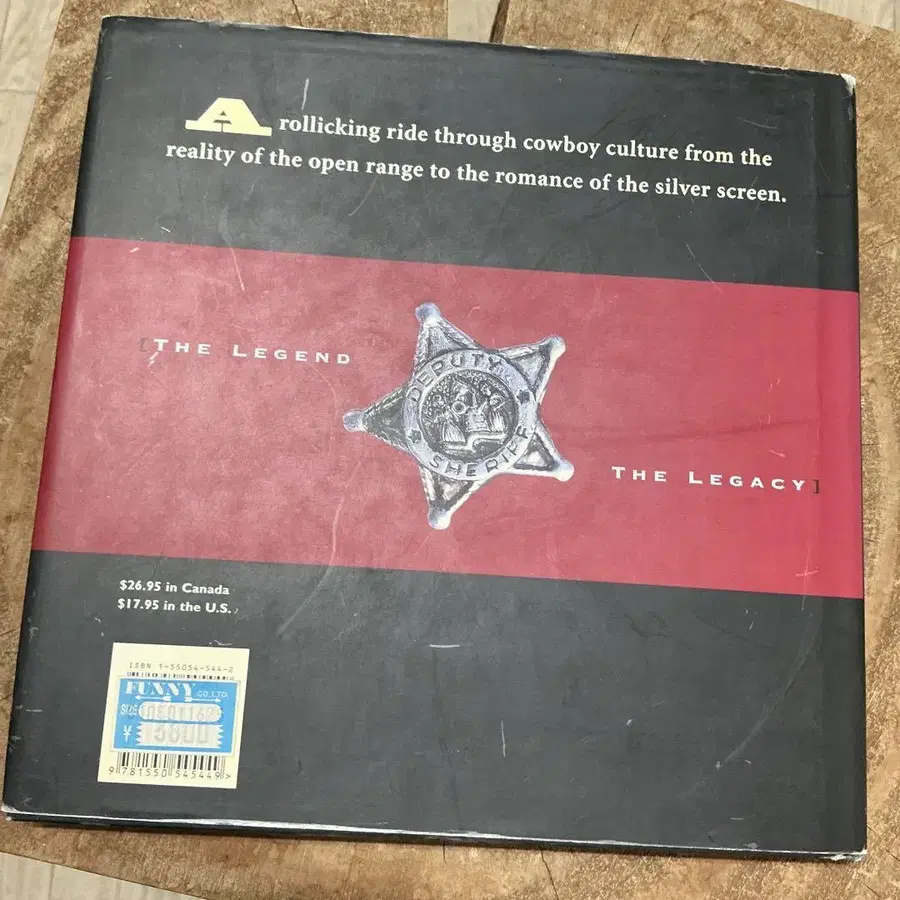 A rollicking ride through cowboy culture from the
reality of the open range to the romance of the silver screen.
[THE LEGEND
DEPUTY
SHERIFF
THE LEGACY]
$26.95 in Canada
$17.95 in the U.S.
ISBN 1-55054-544-2
FUNNY CO.,LTD.
SIZE
¥ 3800
9 781550 545449 >